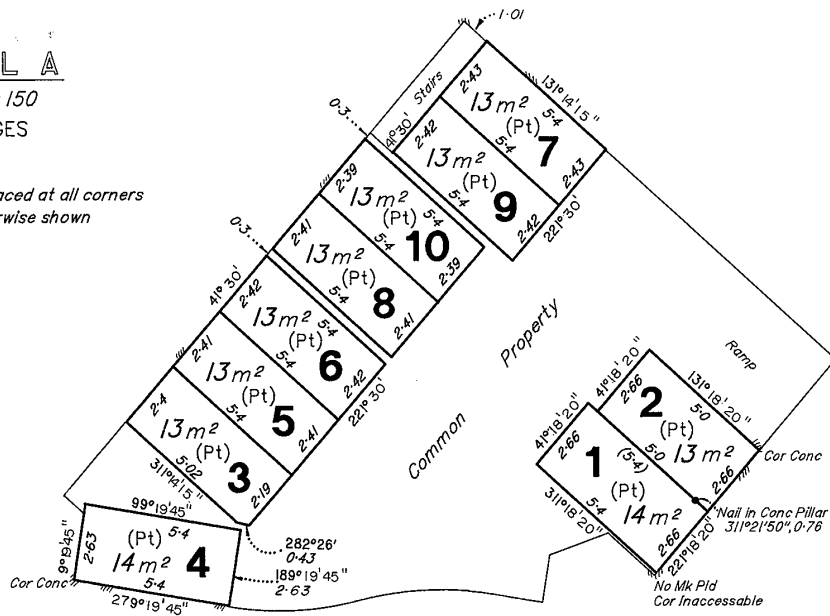 L A
150
GES
aced at all corners
rwise shown
1·01
Stairs
0·3
41°30'
2·43
13m²
(Pt)
5·4
7
131°14'15"
2·43
2·42
13m²
(Pt)
5·4
5·4
9
2·42
221°30'
2·39
13m²
(Pt)
5·4
5·4
10
2·39
0·3
2·41
13m²
(Pt)
5·4
8
2·41
41°30'
2·42
13m²
(Pt)
5·4
5·4
6
2·42
221°30'
2·41
13m²
(Pt)
5·4
5
2·41
2·4
13m²
(Pt)
5·02
3
2·19
311°14'15"
282°26'
0·43
99°19'45"
9°19'45"
2·63
(Pt)
5·4
14m²
4
5·4
189°19'45"
2·63
279°19'45"
Cor Conc
Common
Property
Ramp
41°18'20"
2·66
5·0
131°18'20"
2
(Pt)
5·0
13m²
2·66
Cor Conc
41°18'20"
2·66
1
(5·4)
(Pt)
5·4
14m²
2·66
311°18'20"
221°18'20"
Nail in Conc Pillar
311°21'50",0·76
No Mk Pld
Cor Inaccessable